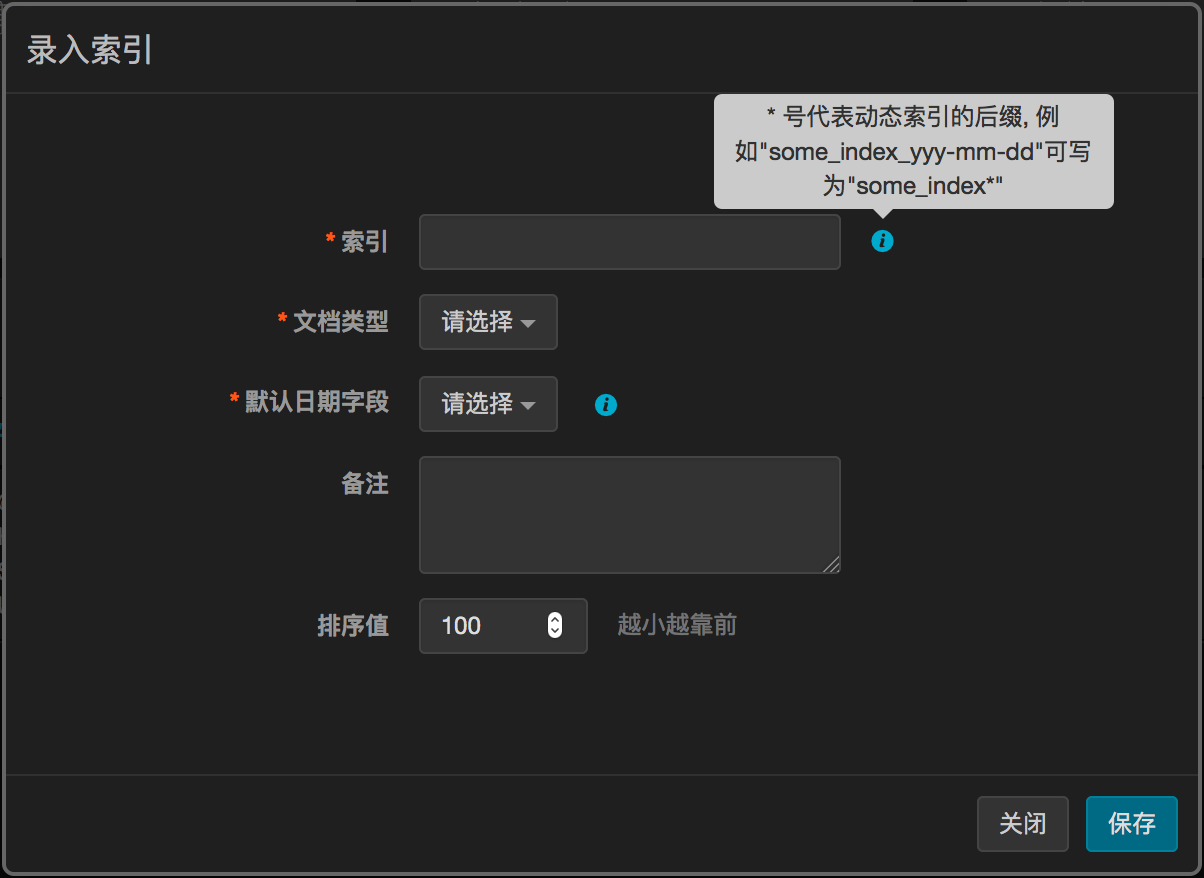 录入索引
* 号代表动态索引的后缀, 例
如"some_index_yyy-mm-dd"可写
为"some_index*"
* 索引
* 文档类型
请选择
* 默认日期字段
请选择
备注
排序值
100
越小越靠前
关闭
保存